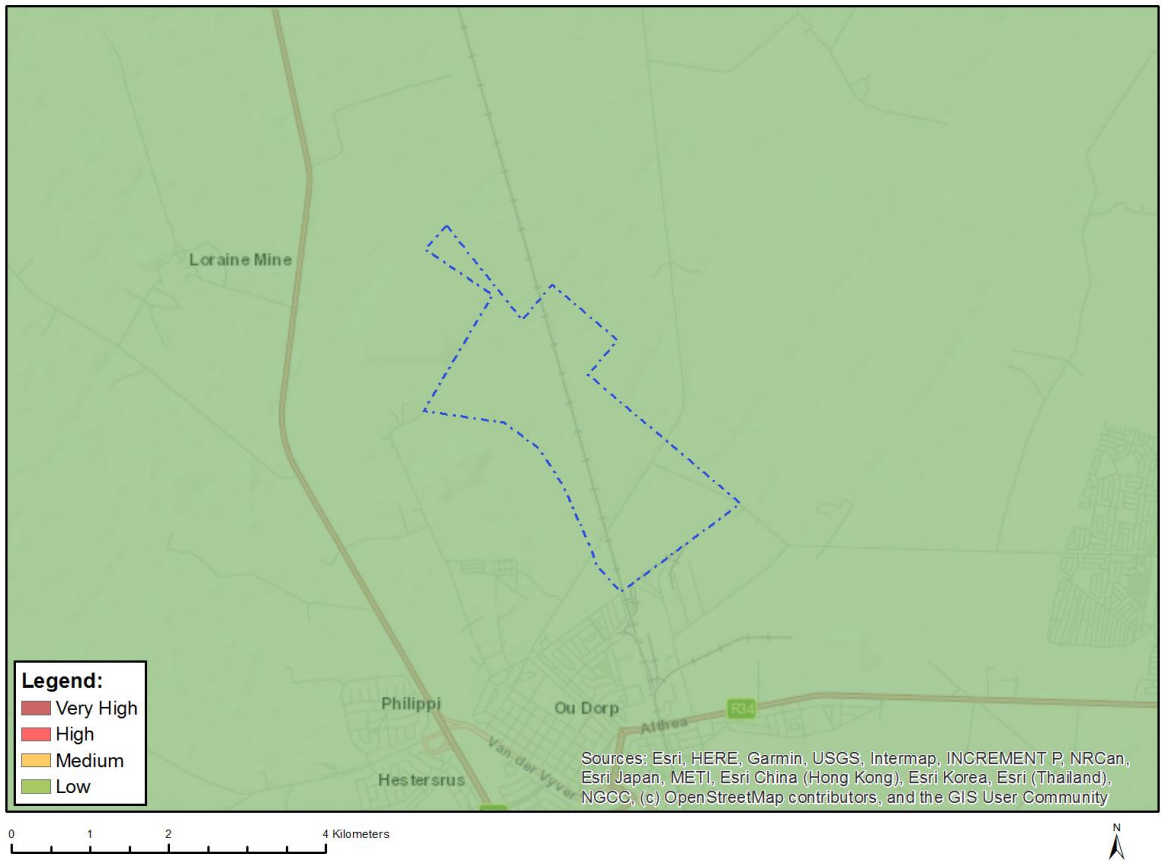 Loraine Mine
Philippi
Ou Dorp
R34
Althea
Van der Vyver
Hestersrus
Legend:
Very High
High
Medium
Low
Sources: Esri, HERE, Garmin, USGS, Intermap, INCREMENT P, NRCan,
Esri Japan, METI, Esri China (Hong Kong), Esri Korea, Esri (Thailand),
NGCC, (c) OpenStreetMap contributors, and the GIS User Community
0 1 2 4 Kilometers
N